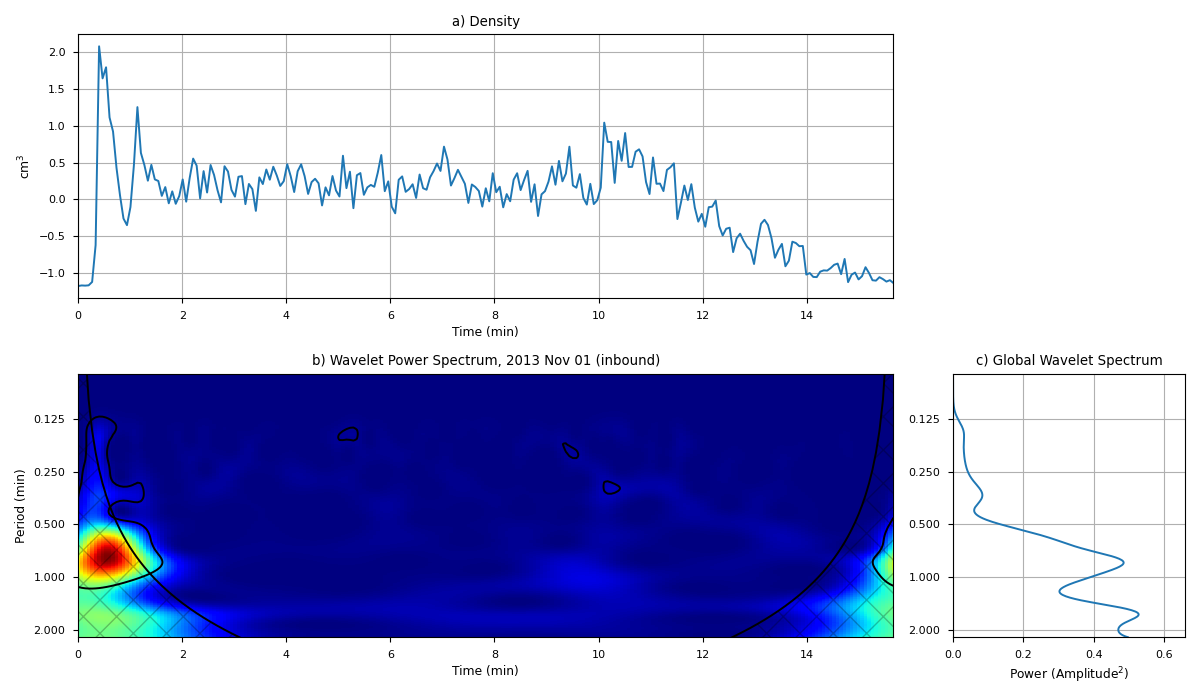 a) Density
2.0
1.5
1.0
0.5
0.0
−0.5
−1.0
cm³
0 2 4 6 8 10 12 14
Time (min)
b) Wavelet Power Spectrum, 2013 Nov 01 (inbound)
0.125
0.250
0.500
1.000
2.000
Period (min)
0 2 4 6 8 10 12 14
Time (min)
c) Global Wavelet Spectrum
0.125
0.250
0.500
1.000
2.000
0.0 0.2 0.4 0.6
Power (Amplitude²)